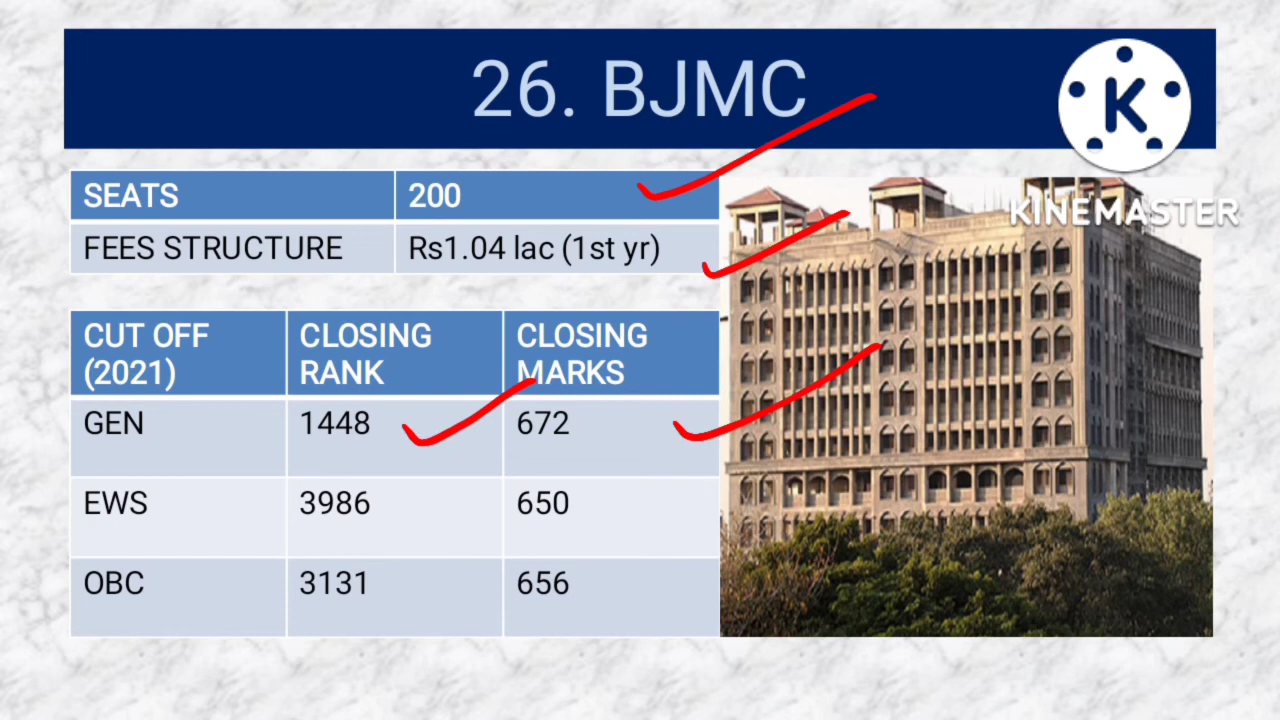 26. BJMC
K
KINEMASTER
SEATS 200
FEES STRUCTURE Rs1.04 lac (1st yr)
CUT OFF (2021) CLOSING RANK CLOSING MARKS
GEN 1448 672
EWS 3986 650
OBC 3131 656